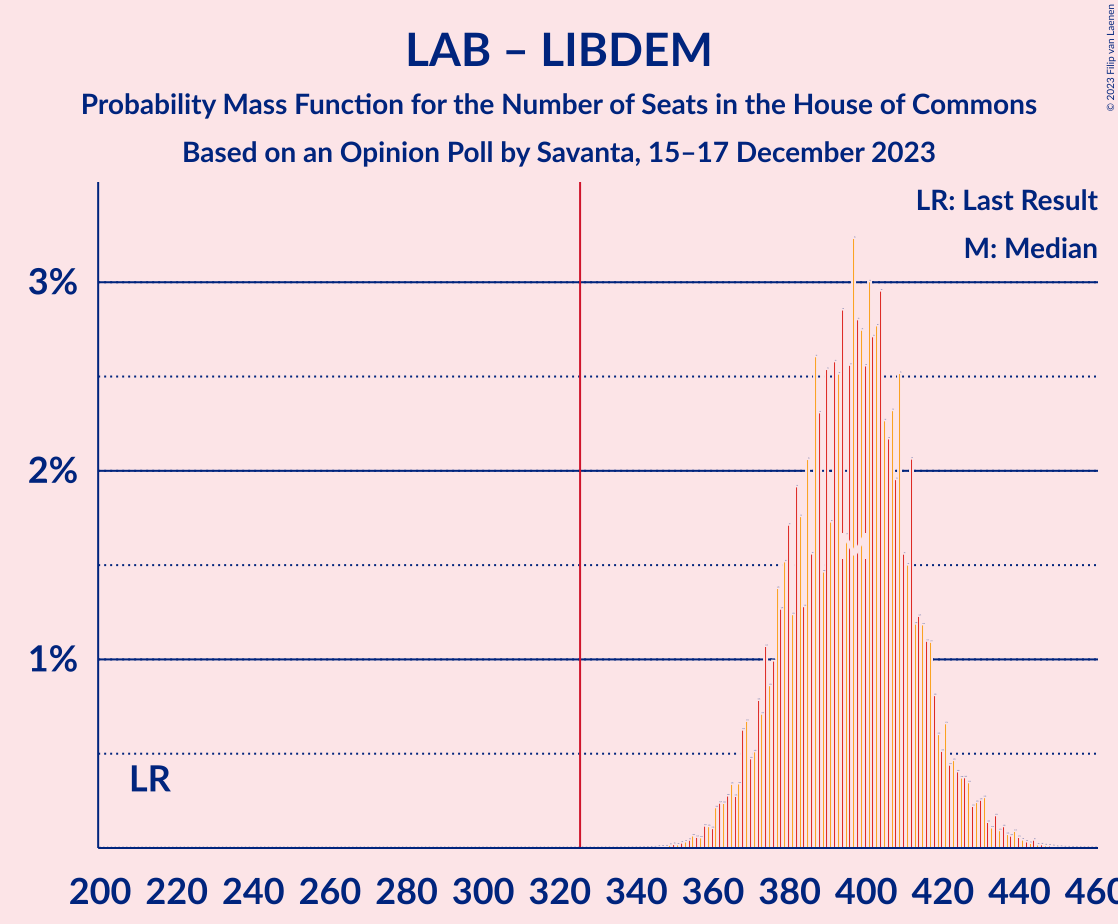 LAB – LIBDEM
Probability Mass Function for the Number of Seats in the House of Commons
Based on an Opinion Poll by Savanta, 15–17 December 2023
© 2023 Filip van Laenen
LR: Last Result
M: Median
3%
2%
1%
LR
200 220 240 260 280 300 320 340 360 380 400 420 440 460